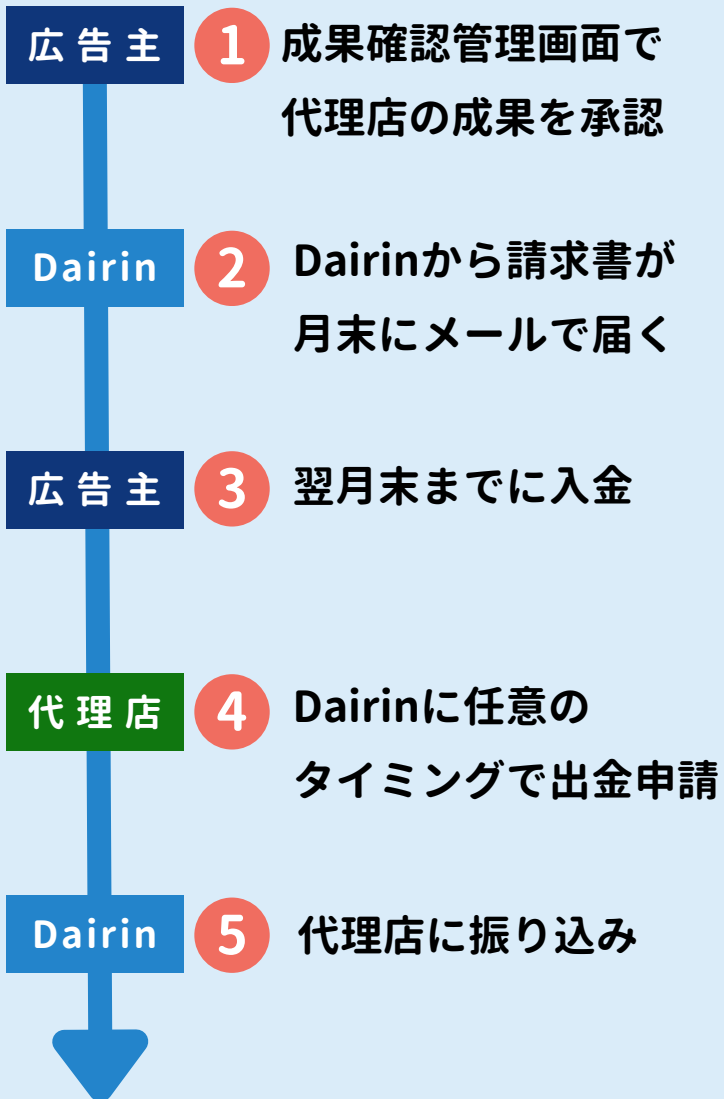 広告主
1
成果確認管理画面で
代理店の成果を承認
Dairin
2
Dairinから請求書が
月末にメールで届く
広告主
3
翌月末までに入金
代理店
4
Dairinに任意の
タイミングで出金申請
Dairin
5
代理店に振り込み